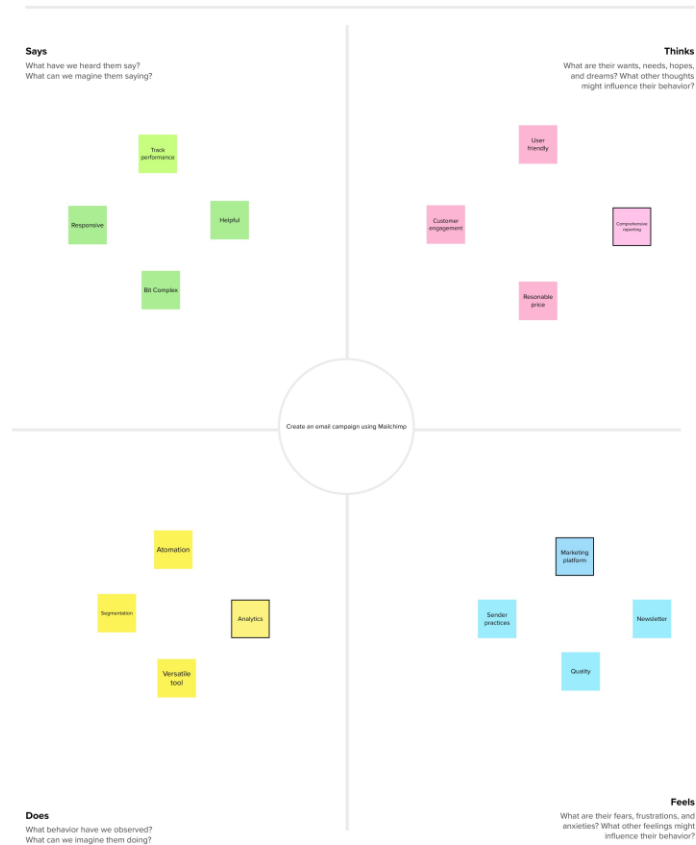 Says
What have we heard them say?
What can we magine them saying?
Thinks
What are their wants, needs, hopes,
and dreams? What other thoughts
might influence their behavior?
Track
performance
Responsive
Helpful
Bit Complex
User
friendly
Customer
engagement
Comprehensive
reporting
Resonable
price
Create an email campaign using Mailchimp
Atomation
Segmentation
Analytics
Versatile
tool
Marketing
platform
Sender
practices
Newsletter
Quality
Does
What behavior have we observed?
What can we imagine them doing?
Feels
What are their fears, frustrations, and
anxieties? What other feelings might
influence their behavior?